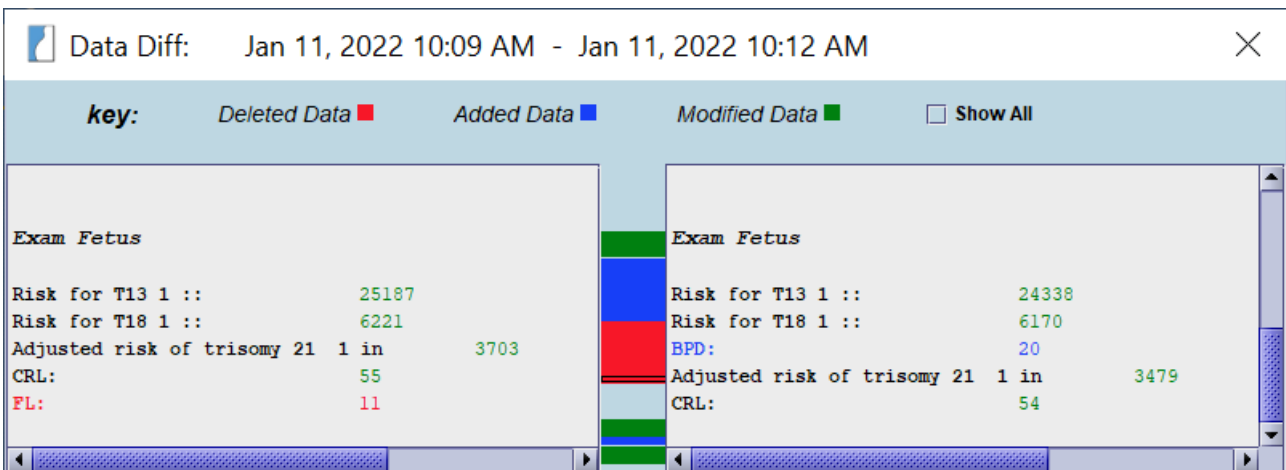 Data Diff: Jan 11, 2022 10:09 AM - Jan 11, 2022 10:12 AM
key: Deleted Data Added Data Modified Data Show All
Exam Fetus
Risk for T13 1 :: 25187
Risk for T18 1 :: 6221
Adjusted risk of trisomy 21 1 in 3703
CRL: 55
FL: 11
Exam Fetus
Risk for T13 1 :: 24338
Risk for T18 1 :: 6170
BPD: 20
Adjusted risk of trisomy 21 1 in 3479
CRL: 54